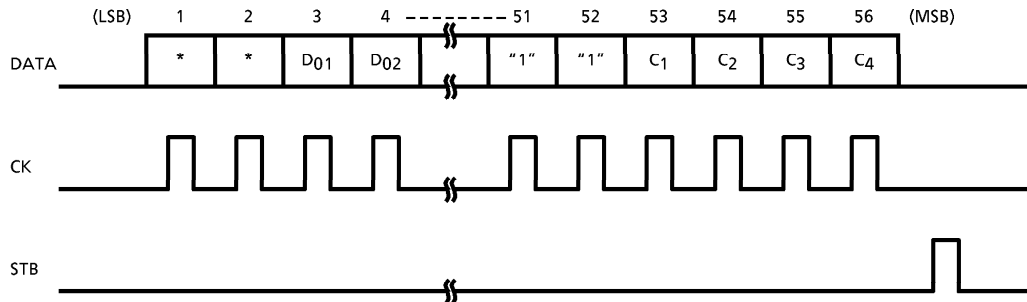 (LSB) 1 2 3 4 51 52 53 54 55 56 (MSB)
DATA * * D01 D02 "1" "1" C1 C2 C3 C4
CK
STB